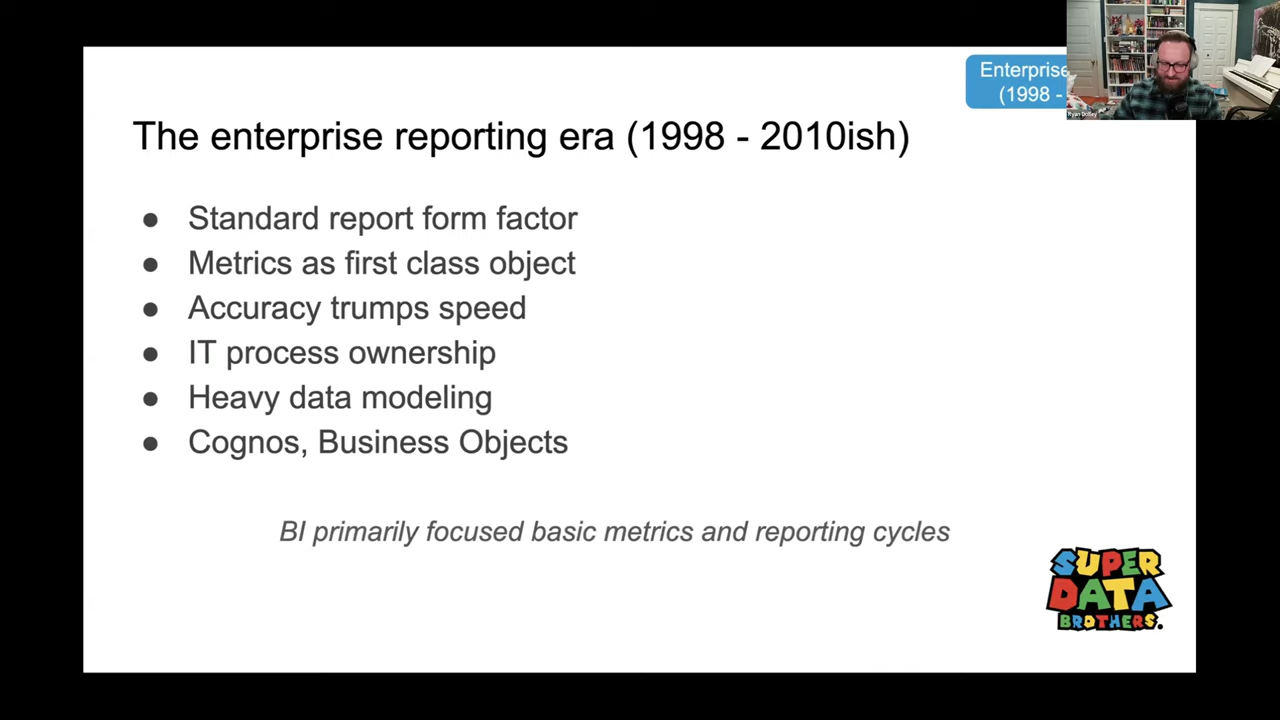 Enterprise
(1998 -
Ryan Dolley
The enterprise reporting era (1998 - 2010ish)
● Standard report form factor
● Metrics as first class object
● Accuracy trumps speed
● IT process ownership
● Heavy data modeling
● Cognos, Business Objects
BI primarily focused basic metrics and reporting cycles
SUPER
DATA
BROTHERS.